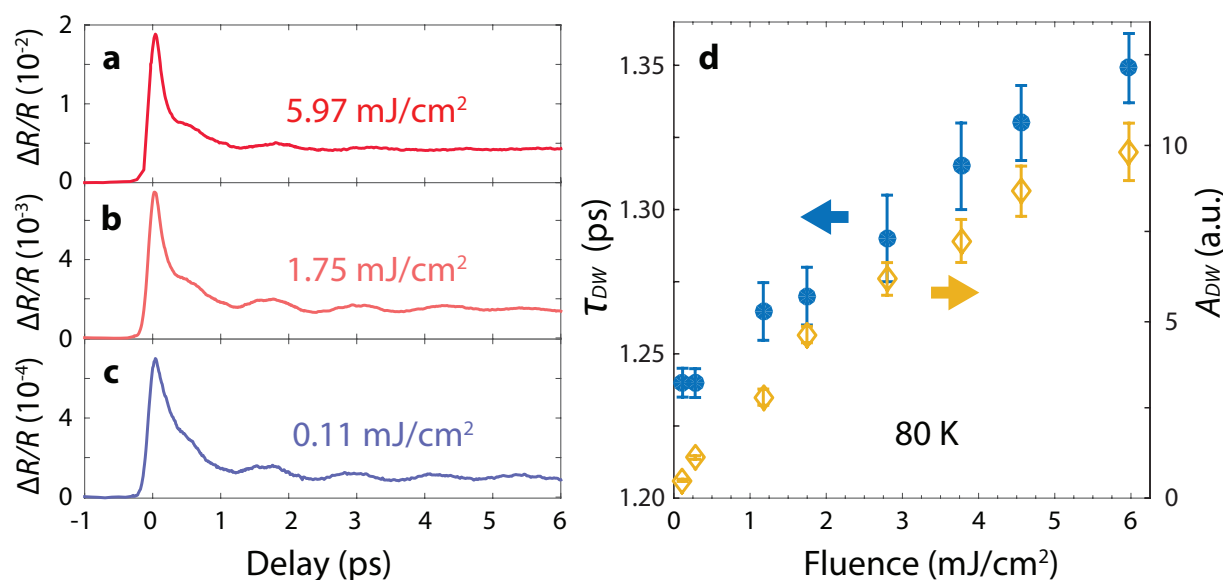 a
ΔR/R (10⁻²)
2
1
0
5.97 mJ/cm²
b
ΔR/R (10⁻³)
4
0
1.75 mJ/cm²
c
ΔR/R (10⁻⁴)
4
0
0.11 mJ/cm²
-1 0 1 2 3 4 5 6
Delay (ps)
d
τDW (ps)
1.35
1.30
1.25
1.20
10
5
0
ADW (a.u.)
80 K
0 1 2 3 4 5 6
Fluence (mJ/cm²)